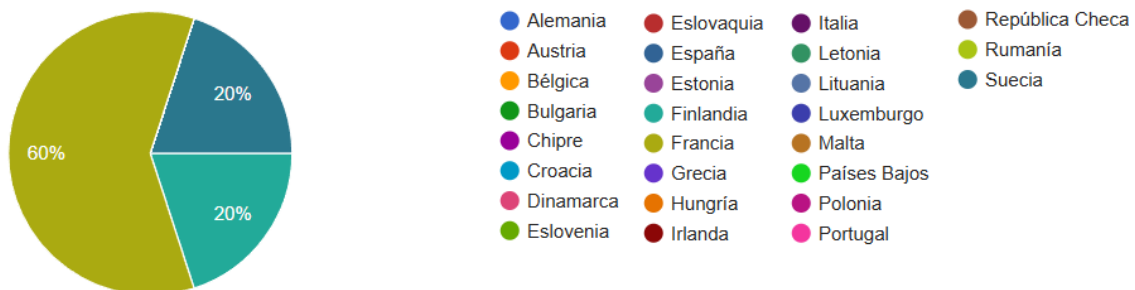 20%
60%
20%
Alemania
Austria
Bélgica
Bulgaria
Chipre
Croacia
Dinamarca
Eslovenia
Eslovaquia
España
Estonia
Finlandia
Francia
Grecia
Hungría
Irlanda
Italia
Letonia
Lituania
Luxemburgo
Malta
Países Bajos
Polonia
Portugal
República Checa
Rumanía
Suecia